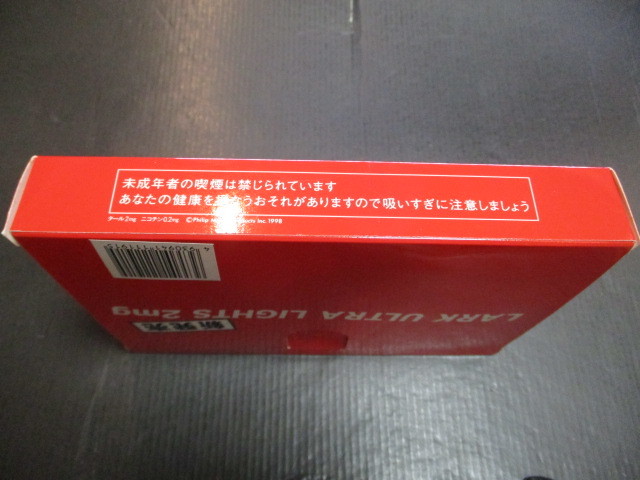 未成年者の喫煙は禁じられています
あなたの健康を損なうおそれがありますので吸いすぎに注意しましょう
タール2mg ニコチン0.2mg ©Philip Products Inc.1998
LARK ULTRA LIGHTS 2mg
新発売